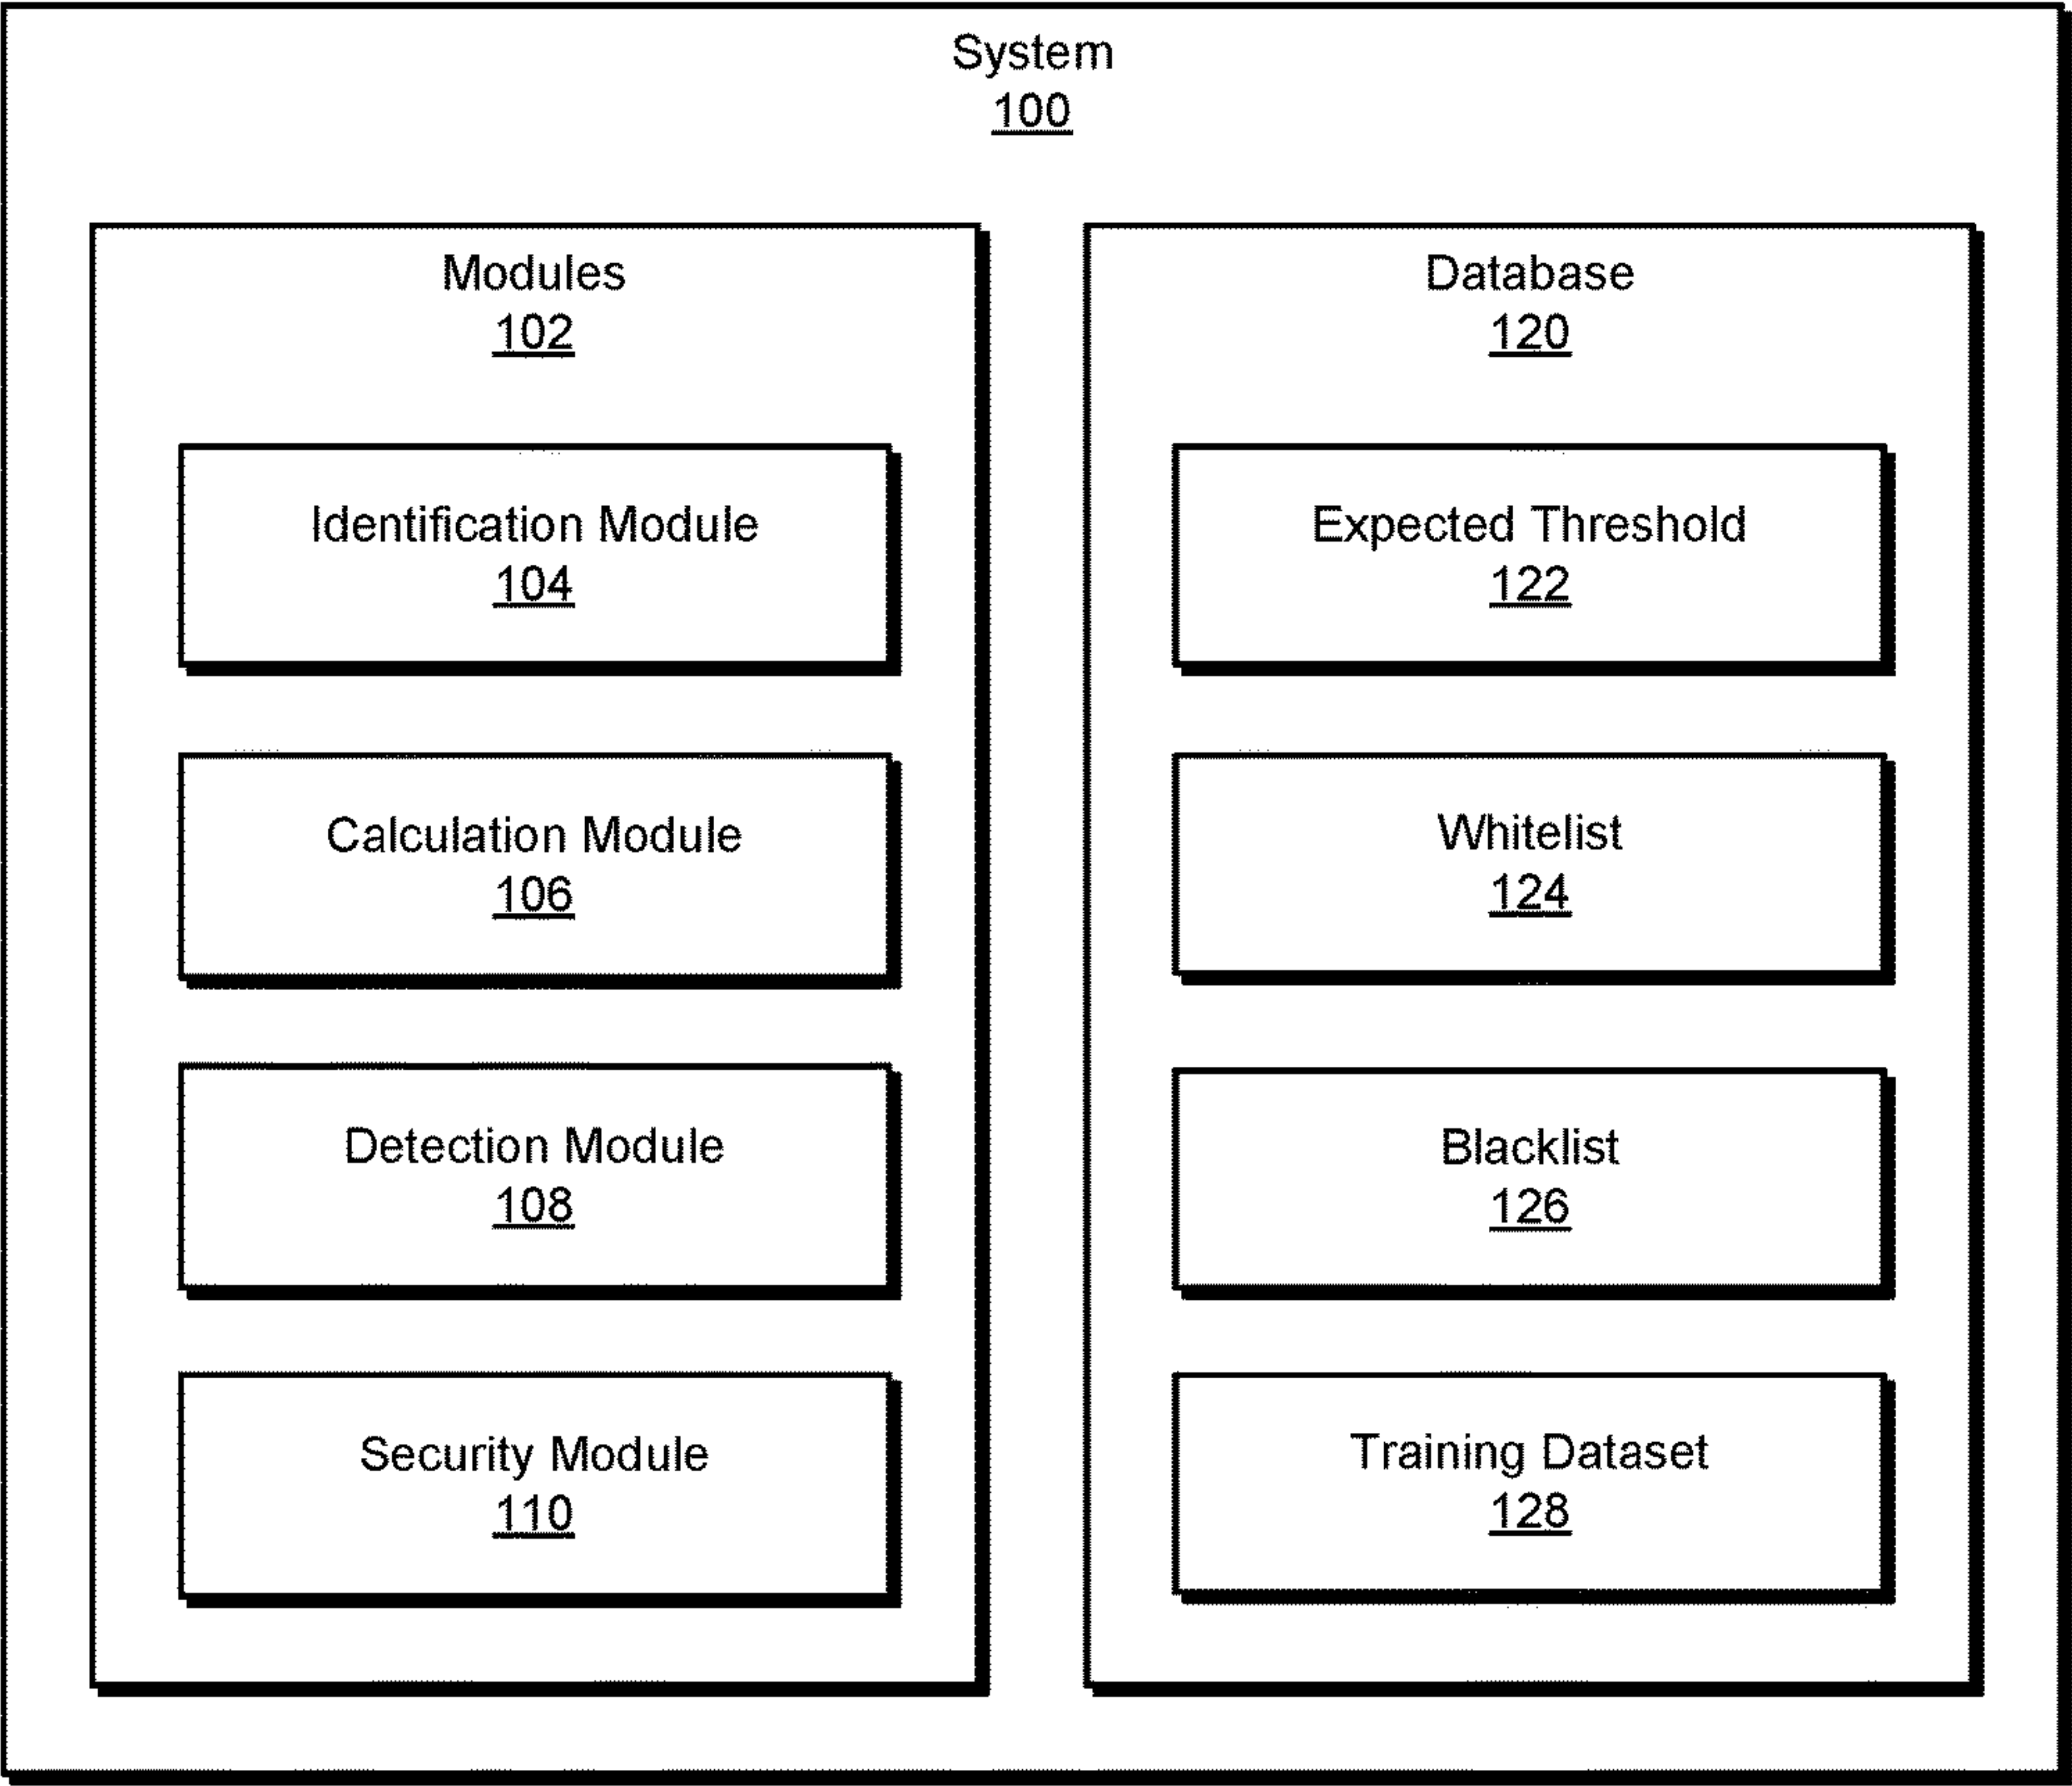 System
100
Modules
102
Identification Module
104
Calculation Module
106
Detection Module
108
Security Module
110
Database
120
Expected Threshold
122
Whitelist
124
Blacklist
126
Training Dataset
128